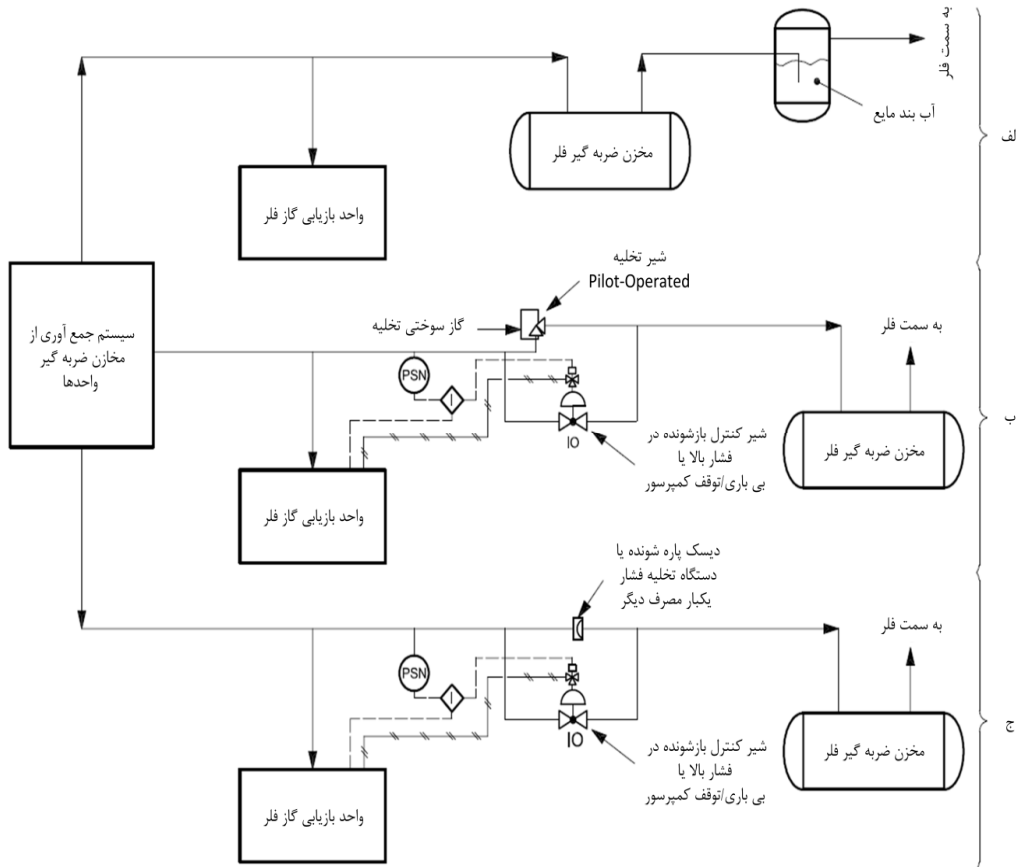 به سمت فلر
آب بند مایع
لف
مخزن ضربه گیر فلر
واحد بازیابی گاز فلر
سیستم جمع آوری از
مخازن ضربه گیر
واحدها
شیر تخلیه
Pilot-Operated
گاز سوختی تخلیه
به سمت فلر
PSN
I
IO
شیر کنترل بازشونده در
فشار بالا یا
بی باری/توقف کمپرسور
مخزن ضربه گیر فلر
ب
واحد بازیابی گاز فلر
دیسک پاره شونده یا
دستگاه تخلیه فشار
یکبار مصرف دیگر
به سمت فلر
PSN
I
IO
شیر کنترل بازشونده در
فشار بالا یا
بی باری/توقف کمپرسور
مخزن ضربه گیر فلر
ج
واحد بازیابی گاز فلر